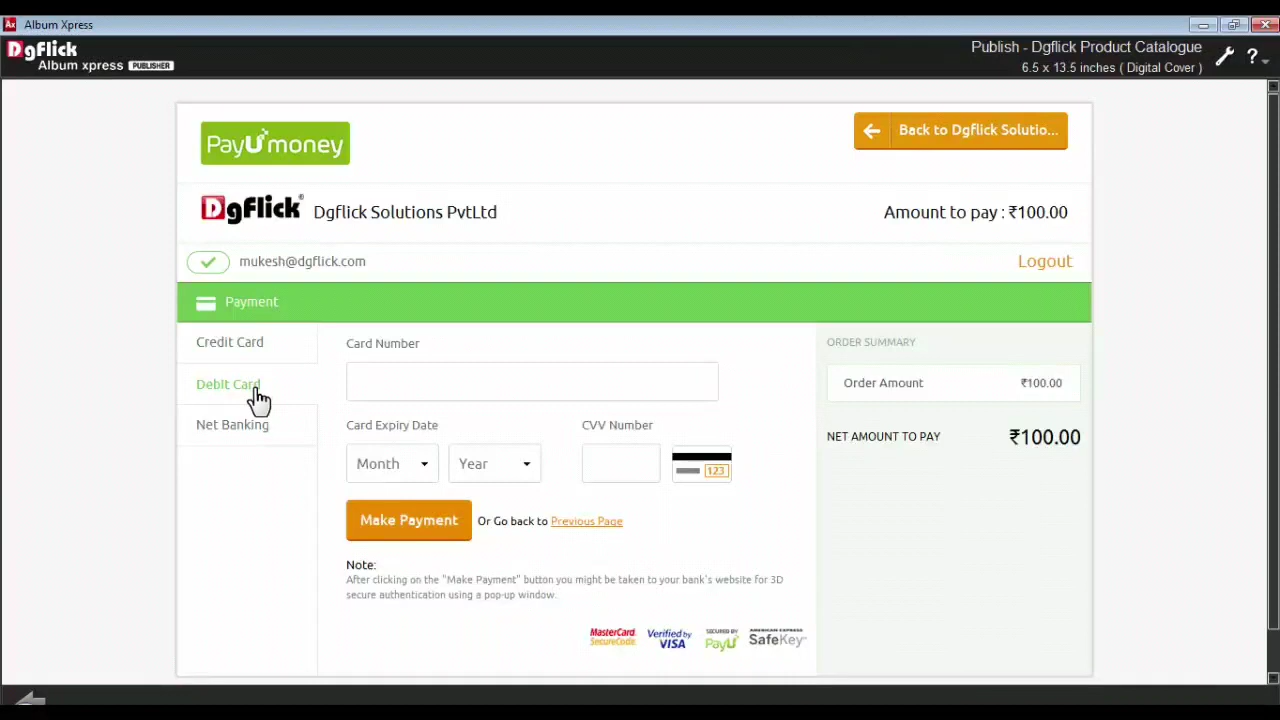 Ax Album Xpress
Dgflick
Album xpress PUBLISHER
Publish - Dgflick Product Catalogue
6.5 x 13.5 inches ( Digital Cover )
?
PayUmoney
Back to Dgflick Solutio...
DgFlick® Dgflick Solutions PvtLtd
Amount to pay : ₹100.00
mukesh@dgflick.com
Logout
Payment
Credit Card
Debit Card
Net Banking
Card Number
Card Expiry Date
CVV Number
Month
Year
123
Make Payment
Or Go back to Previous Page
Note:
After clicking on the "Make Payment" button you might be taken to your bank's website for 3D
secure authentication using a pop-up window.
MasterCard.
SecureCode.
Verified by
VISA
SECURED BY
PayU
AMERICAN EXPRESS
SafeKey
ORDER SUMMARY
Order Amount
₹100.00
NET AMOUNT TO PAY
₹100.00